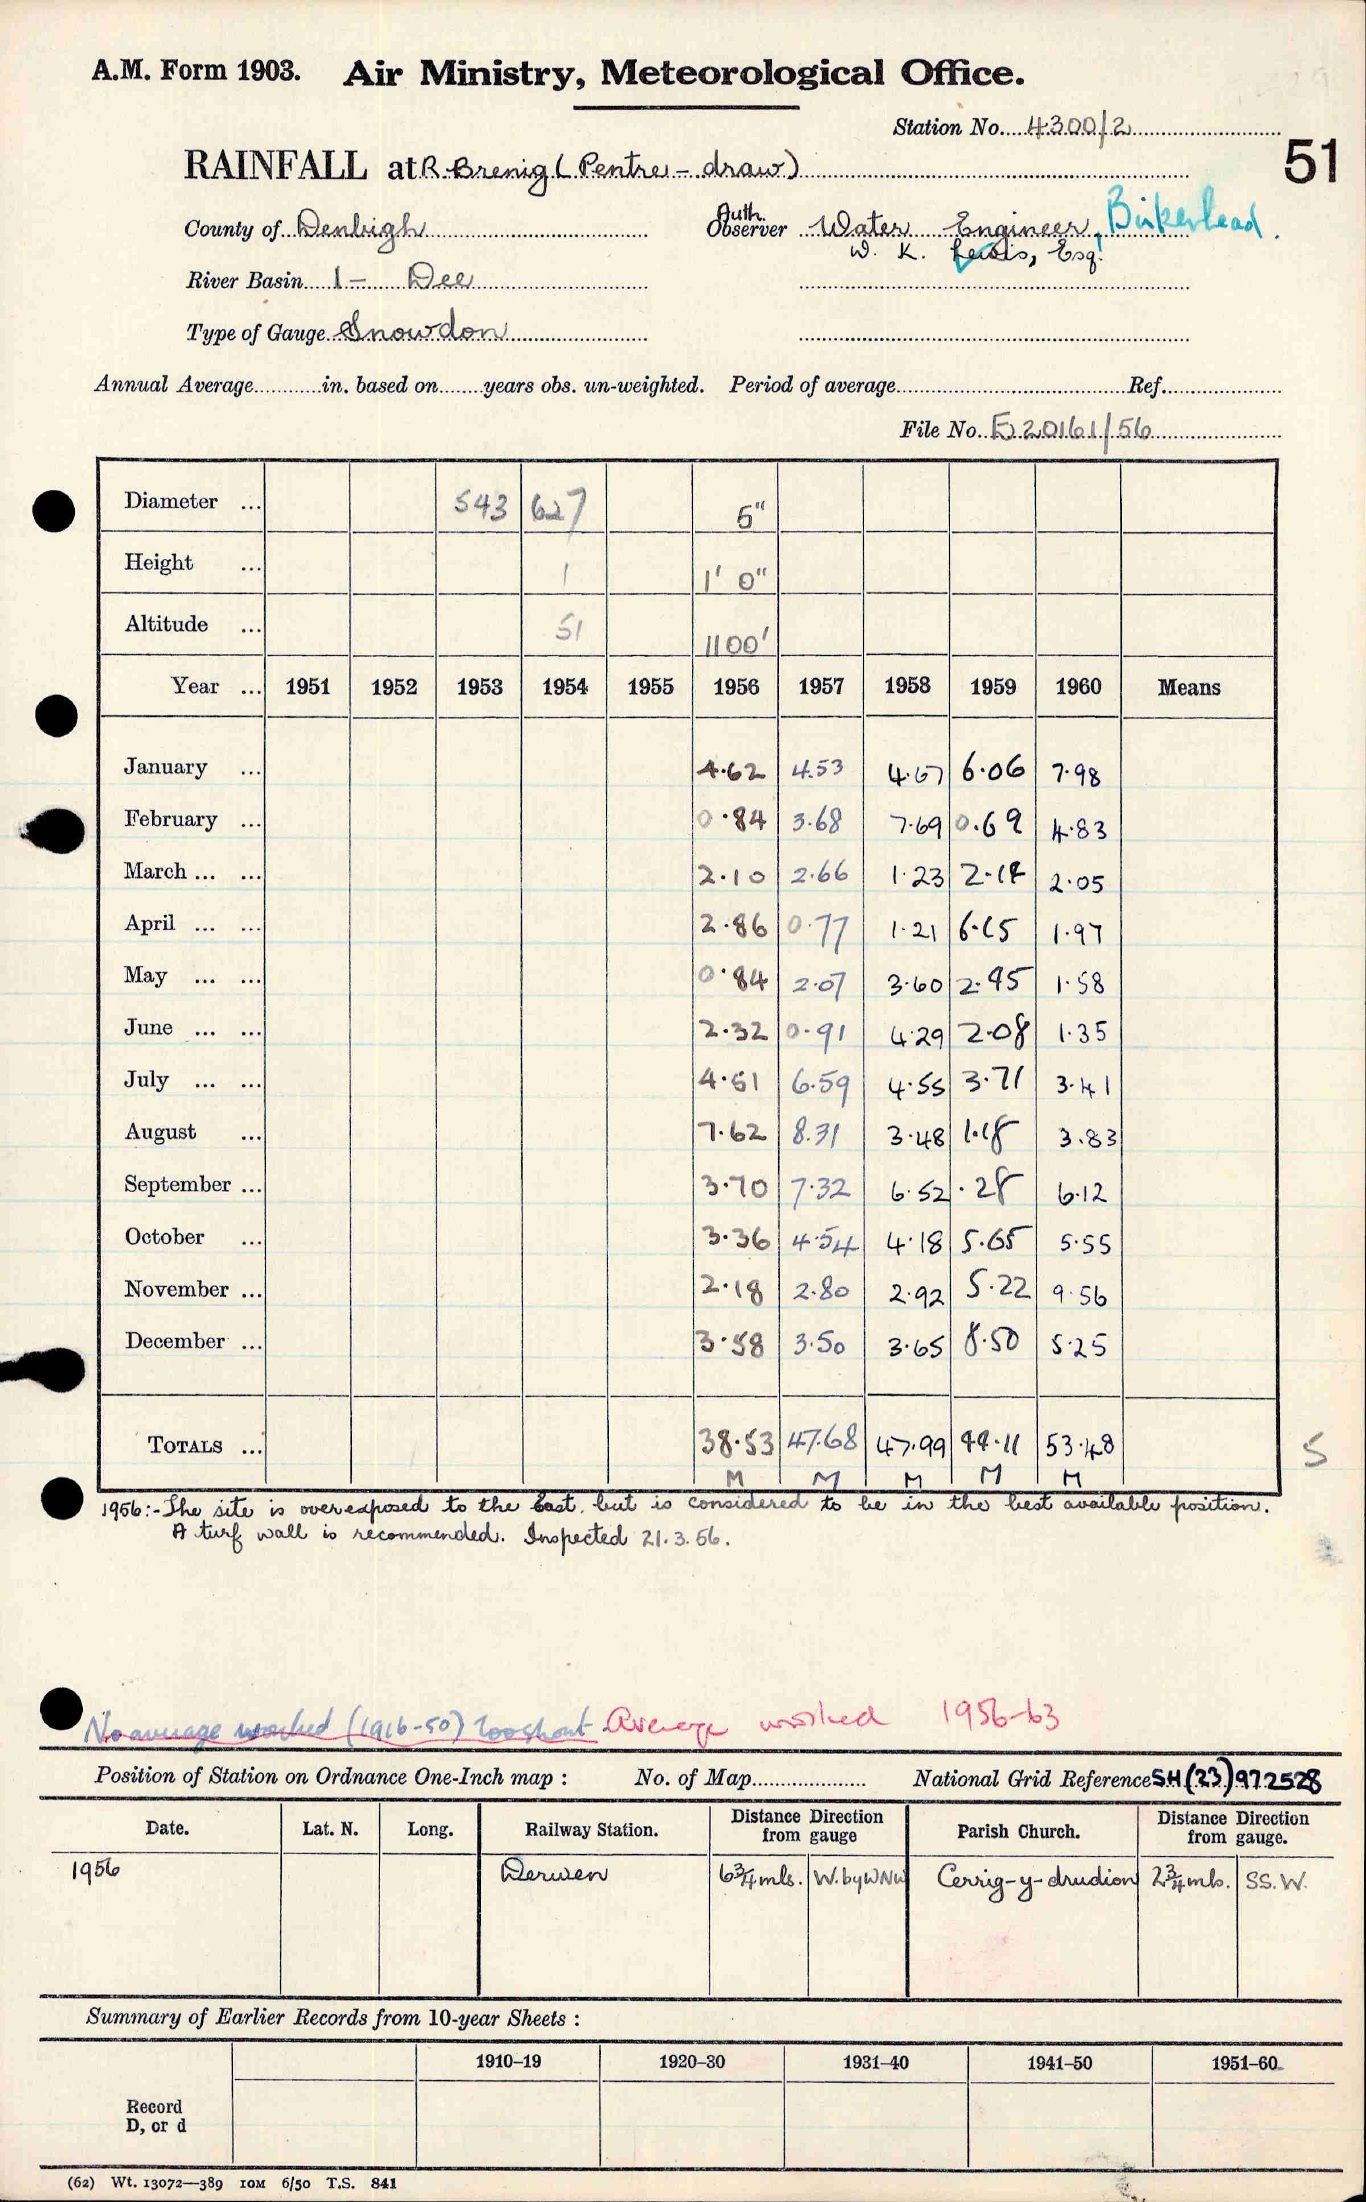 A.M. Form 1903. Air Ministry, Meteorological Office.
Station No. 4300/2
51
RAINFALL at R. Brenig (Pentre-draw)
County of Denbigh
Auth. Observer Water Engineer, Birkenhead.
W. K. Lewis, Esq.
River Basin 1 - Dee
Type of Gauge Snowdon
Annual Average in. based on years obs. un-weighted. Period of average Ref.
File No. E20161/56
Diameter ... 543 627 5"
Height ... 1 1' 0"
Altitude ... 51 1100'
Year ... 1951 1952 1953 1954 1955 1956 1957 1958 1959 1960 Means
January ... 4.62 4.53 4.67 6.06 7.98
February ... 0.84 3.68 7.69 0.69 4.83
March ... ... 2.10 2.66 1.23 2.14 2.05
April ... ... 2.86 0.77 1.21 6.15 1.97
May ... ... 0.84 2.07 3.60 2.45 1.58
June ... ... 2.32 0.91 4.29 2.08 1.35
July ... ... 4.51 6.59 4.55 3.71 3.41
August ... 7.62 8.31 3.48 1.18 3.83
September ... 3.70 7.32 6.52 .28 6.12
October ... 3.36 4.54 4.18 5.65 5.55
November ... 2.18 2.80 2.92 5.22 9.56
December ... 3.58 3.50 3.65 8.50 5.25
TOTALS ... 38.53 47.68 47.99 44.11 53.48
5
M M M M M
1956:- The site is overexposed to the East, but is considered to be in the best available position.
A turf wall is recommended. Inspected 21.3.56.
No average worked (1916-50) too short. Average worked 1956-63
Position of Station on Ordnance One-Inch map : No. of Map National Grid Reference SH(23)972528
Date. Lat. N. Long. Railway Station. Distance Direction from gauge Parish Church. Distance Direction from gauge.
1956 Derwen 6¾ mls. W. by WNW Cerrig-y-drudion 2¾ mls. SS.W.
Summary of Earlier Records from 10-year Sheets :
1910–19 1920–30 1931–40 1941–50 1951–60
Record
D, or d
(62) Wt. 13072—389 10M 6/50 T.S. 841